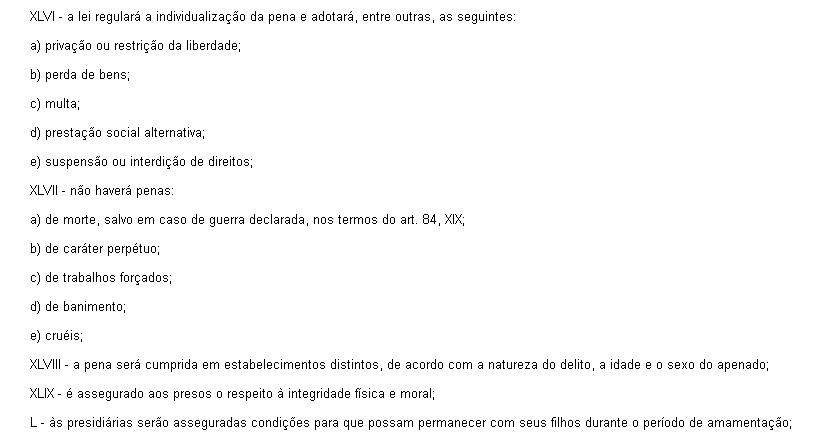 XLVI - a lei regulará a individualização da pena e adotará, entre outras, as seguintes:
a) privação ou restrição da liberdade;
b) perda de bens;
c) multa;
d) prestação social alternativa;
e) suspensão ou interdição de direitos;
XLVII - não haverá penas:
a) de morte, salvo em caso de guerra declarada, nos termos do art. 84, XIX;
b) de caráter perpétuo;
c) de trabalhos forçados;
d) de banimento;
e) cruéis;
XLVIII - a pena será cumprida em estabelecimentos distintos, de acordo com a natureza do delito, a idade e o sexo do apenado;
XLIX - é assegurado aos presos o respeito à integridade física e moral;
L - às presidiárias serão asseguradas condições para que possam permanecer com seus filhos durante o período de amamentação;